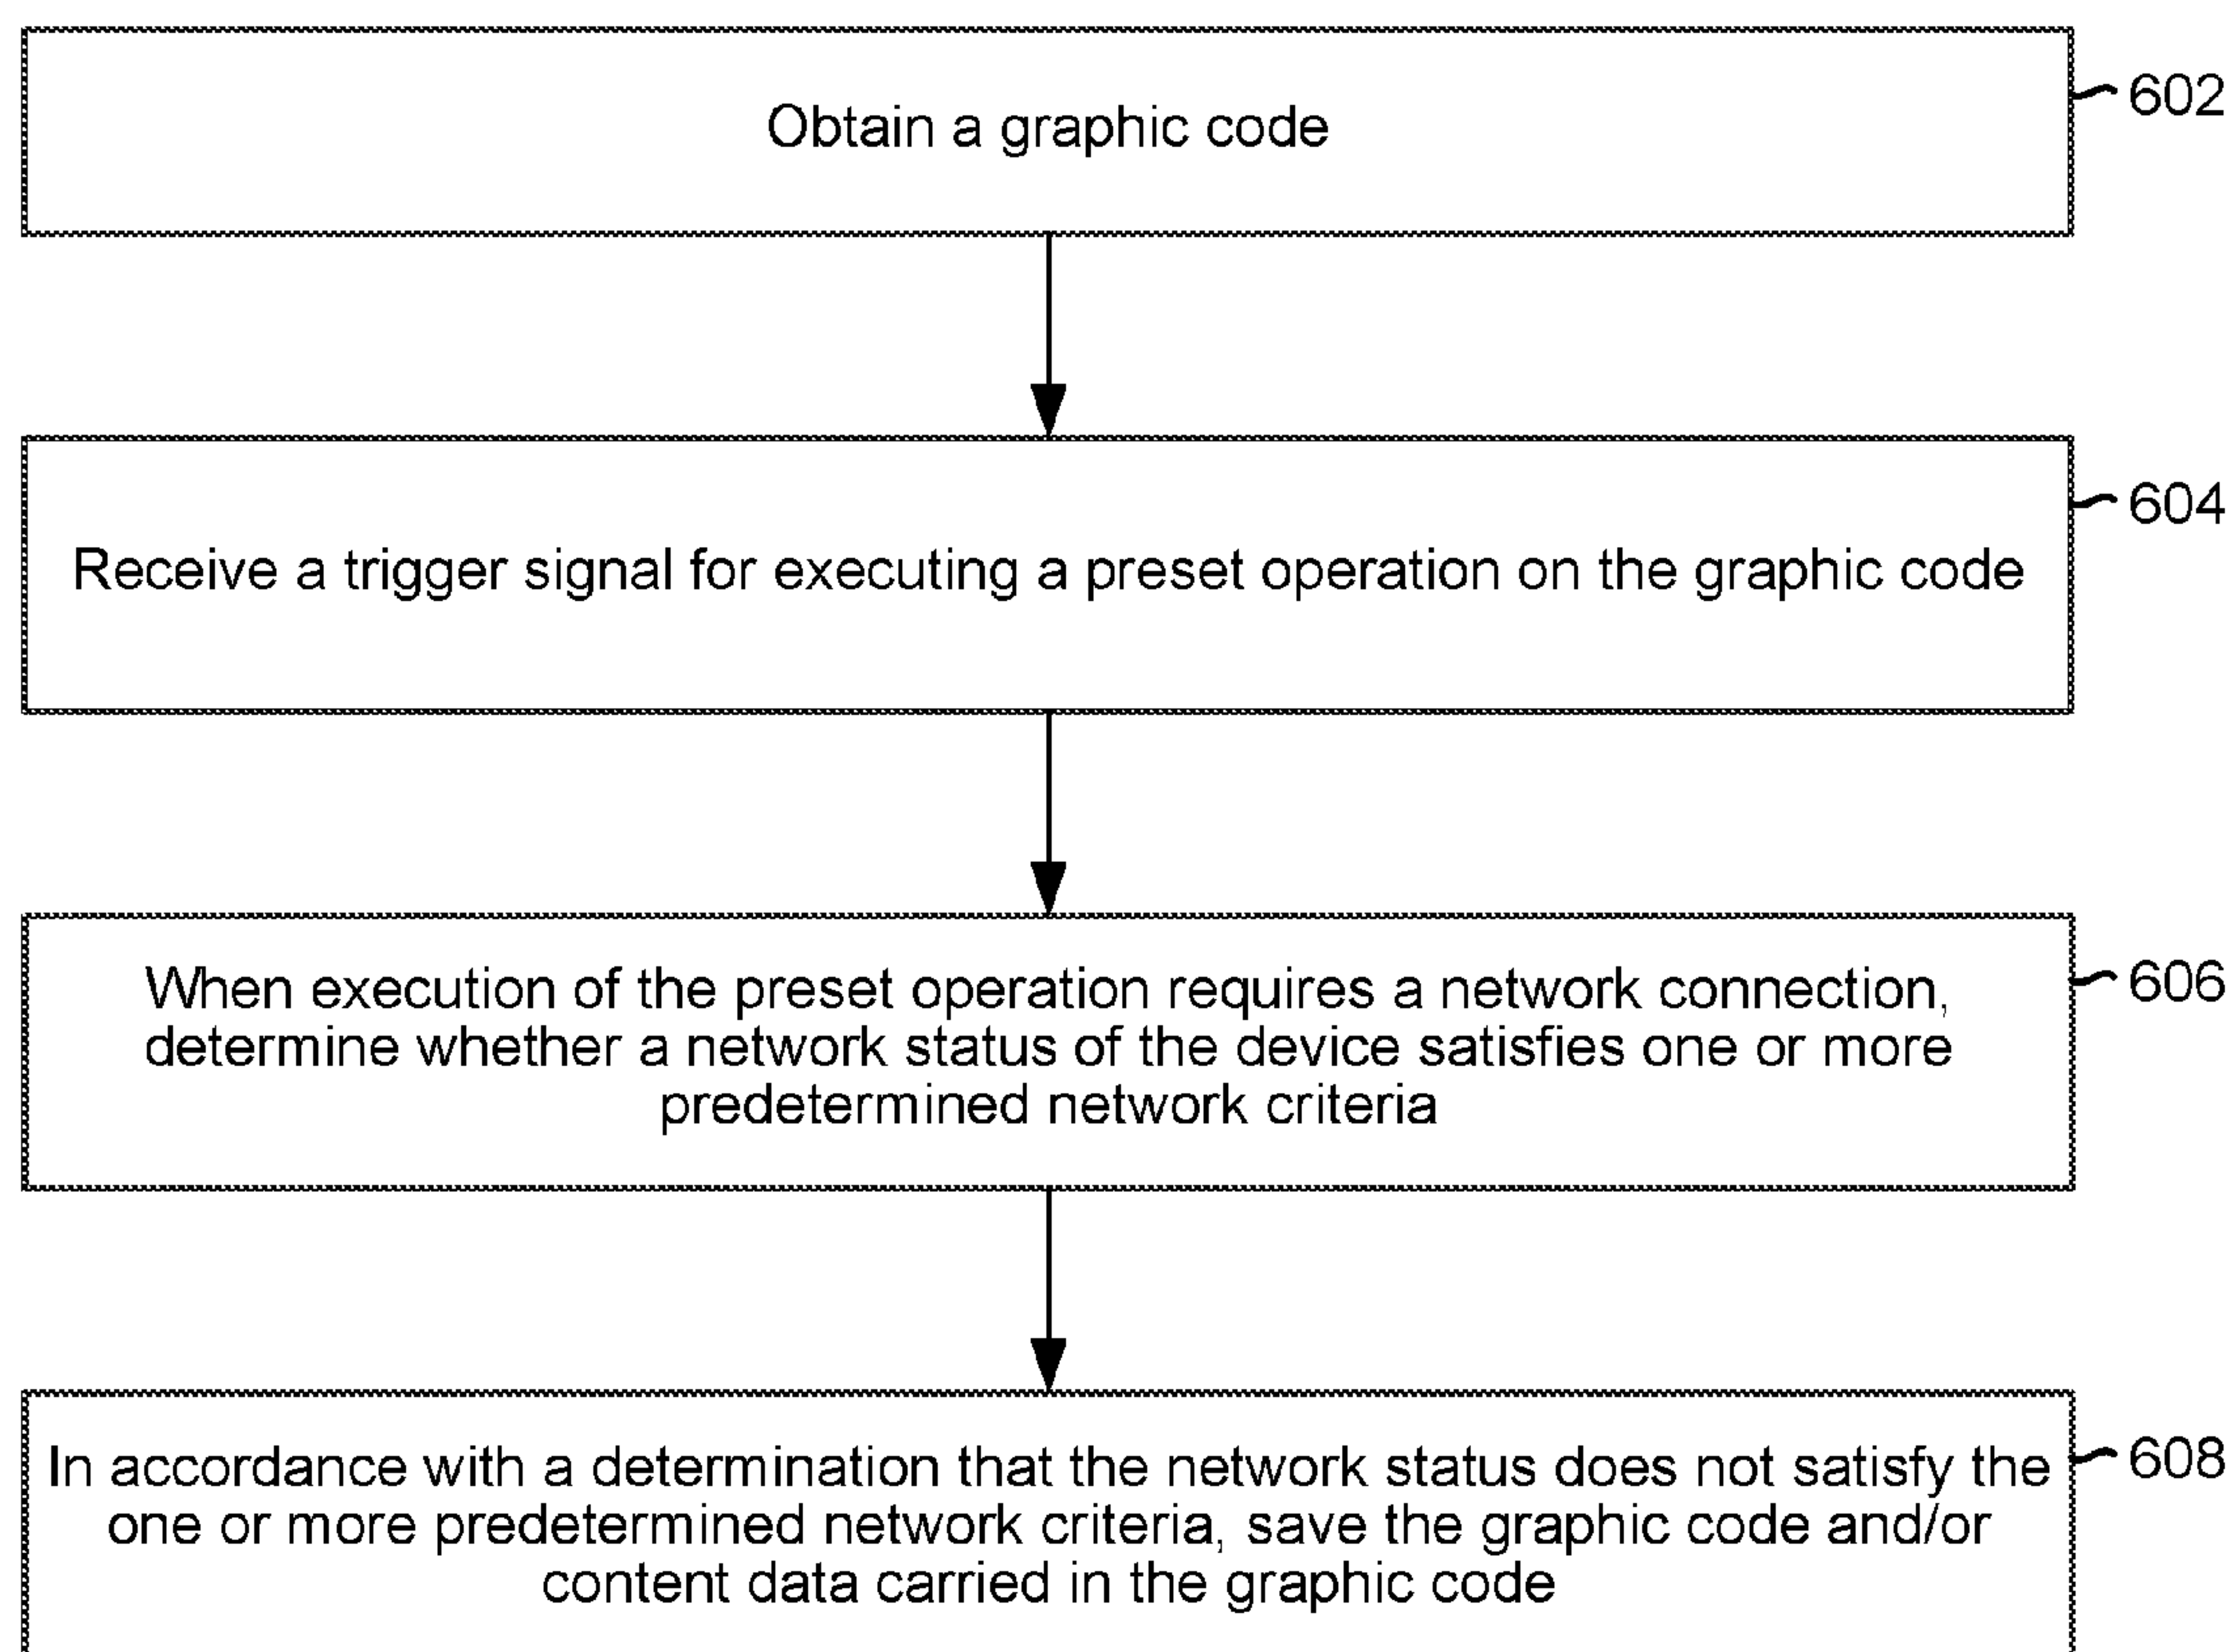 Obtain a graphic code
602
Receive a trigger signal for executing a preset operation on the graphic code
604
When execution of the preset operation requires a network connection,
determine whether a network status of the device satisfies one or more
predetermined network criteria
606
In accordance with a determination that the network status does not satisfy the
one or more predetermined network criteria, save the graphic code and/or
content data carried in the graphic code
608